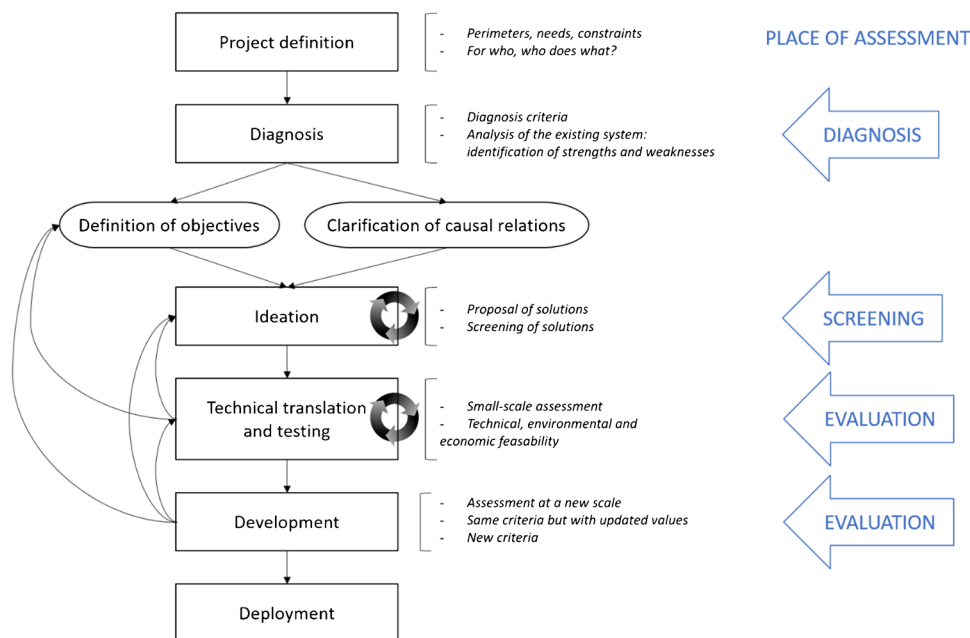 Project definition
- Perimeters, needs, constraints
- For who, who does what?
PLACE OF ASSESSMENT
Diagnosis
- Diagnosis criteria
- Analysis of the existing system:
identification of strengths and weaknesses
DIAGNOSIS
Definition of objectives
Clarification of causal relations
Ideation
- Proposal of solutions
- Screening of solutions
SCREENING
Technical translation
and testing
- Small-scale assessment
- Technical, environmental and
economic feasability
EVALUATION
Development
- Assessment at a new scale
- Same criteria but with updated values
- New criteria
EVALUATION
Deployment